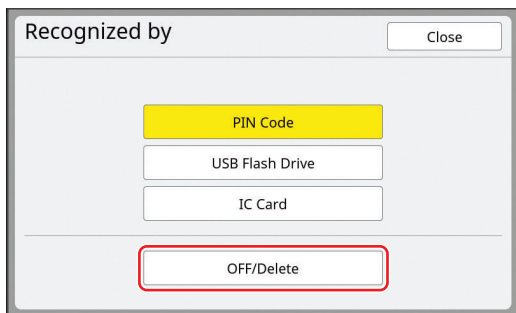 Recognized by
Close
PIN Code
USB Flash Drive
IC Card
OFF/Delete